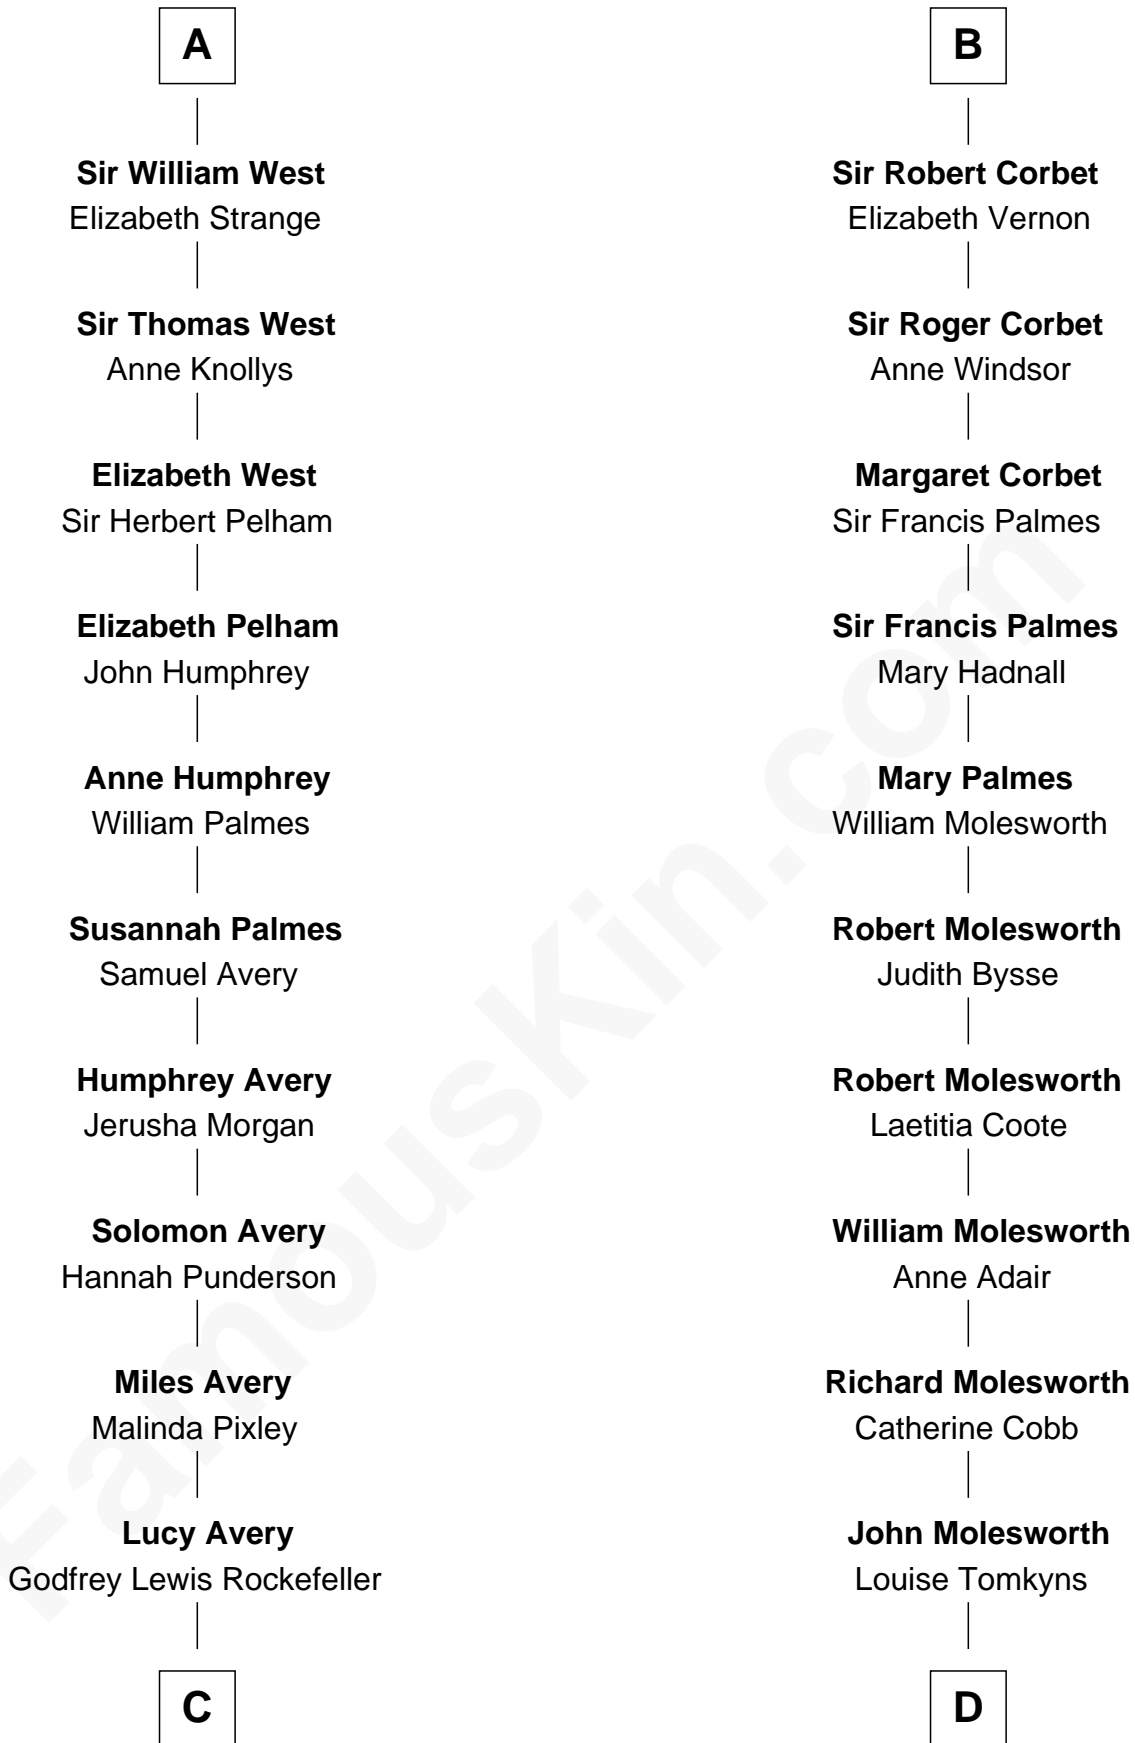 A
Sir William West
Elizabeth Strange
Sir Thomas West
Anne Knollys
Elizabeth West
Sir Herbert Pelham
Elizabeth Pelham
John Humphrey
Anne Humphrey
William Palmes
Susannah Palmes
Samuel Avery
Humphrey Avery
Jerusha Morgan
Solomon Avery
Hannah Punderson
Miles Avery
Malinda Pixley
Lucy Avery
Godfrey Lewis Rockefeller
C
B
Sir Robert Corbet
Elizabeth Vernon
Sir Roger Corbet
Anne Windsor
Margaret Corbet
Sir Francis Palmes
Sir Francis Palmes
Mary Hadnall
Mary Palmes
William Molesworth
Robert Molesworth
Judith Bysse
Robert Molesworth
Laetitia Coote
William Molesworth
Anne Adair
Richard Molesworth
Catherine Cobb
John Molesworth
Louise Tomkyns
D
FamousKin.com